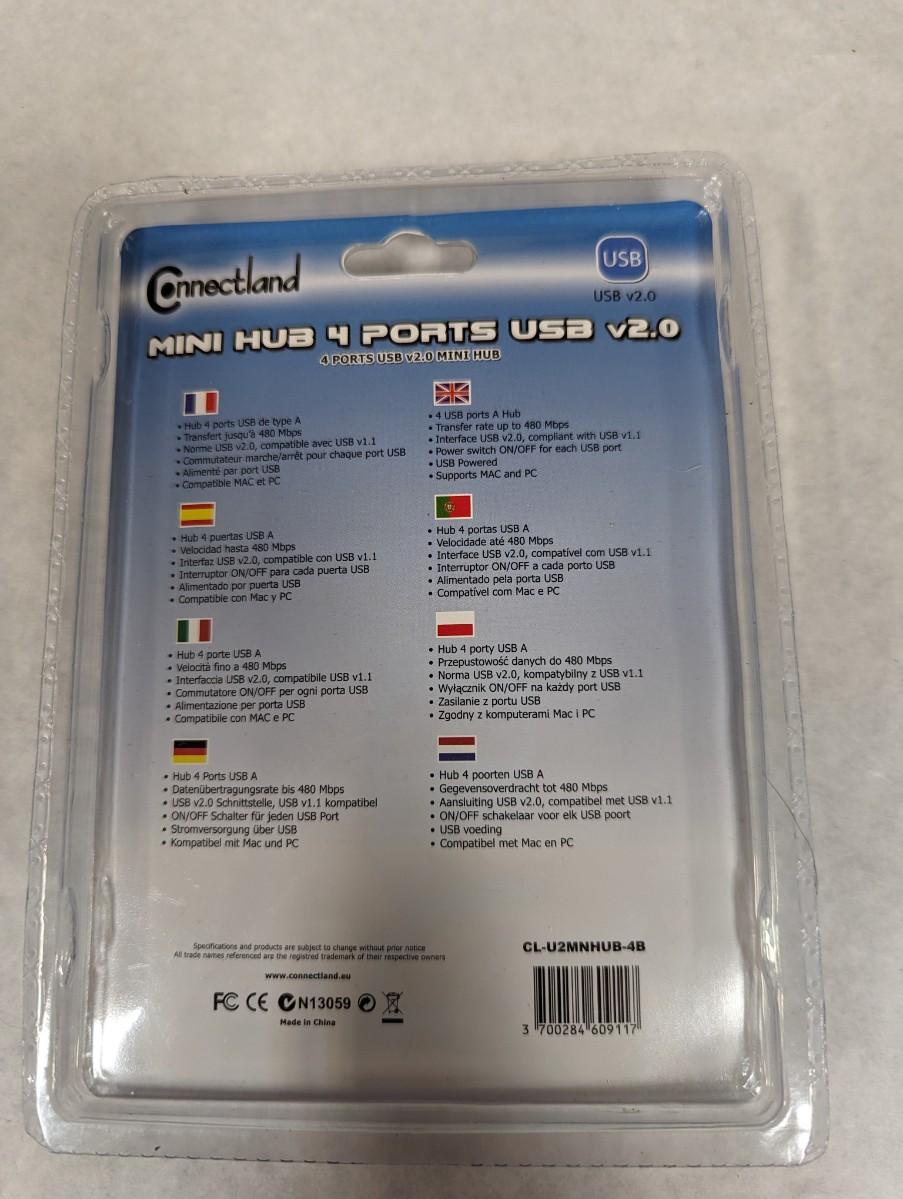 Connectland
USB
USB v2.0
MINI HUB 4 PORTS USB v2.0
4 PORTS USB v2.0 MINI HUB
• Hub 4 ports USB de type A
• Transfert jusqu'à 480 Mbps
• Norme USB v2.0, compatible avec USB v1.1
• Commutateur marche/arrêt pour chaque port USB
• Alimenté par port USB
• Compatible MAC et PC
• 4 USB ports A Hub
• Transfer rate up to 480 Mbps
• Interface USB v2.0, compliant with USB v1.1
• Power switch ON/OFF for each USB port
• USB Powered
• Supports MAC and PC
• Hub 4 puertas USB A
• Velocidad hasta 480 Mbps
• Interfaz USB v2.0, compatible con USB v1.1
• Interruptor ON/OFF para cada puerta USB
• Alimentado por puerta USB
• Compatible con Mac y PC
• Hub 4 portas USB A
• Velocidade até 480 Mbps
• Interface USB v2.0, compatível com USB v1.1
• Interruptor ON/OFF a cada porto USB
• Alimentado pela porta USB
• Compatível com Mac e PC
• Hub 4 porte USB A
• Velocità fino a 480 Mbps
• Interfaccia USB v2.0, compatibile USB v1.1
• Commutatore ON/OFF per ogni porta USB
• Alimentazione per porta USB
• Compatibile con MAC e PC
• Hub 4 porty USB A
• Przepustowość danych do 480 Mbps
• Norma USB v2.0, kompatybilny z USB v1.1
• Wyłącznik ON/OFF na każdy port USB
• Zasilanie z portu USB
• Zgodny z komputerami Mac i PC
• Hub 4 Ports USB A
• Datenübertragungsrate bis 480 Mbps
• USB v2.0 Schnittstelle, USB v1.1 kompatibel
• ON/OFF Schalter für jeden USB Port
• Stromversorgung über USB
• Kompatibel mit Mac und PC
• Hub 4 poorten USB A
• Gegevensoverdracht tot 480 Mbps
• Aansluiting USB v2.0, compatibel met USB v1.1
• ON/OFF schakelaar voor elk USB poort
• USB voeding
• Compatibel met Mac en PC
Specifications and products are subject to change without prior notice
All trade names referenced are the registred trademark of their respective owners
www.connectland.eu
FC CE N13059
Made in China
CL-U2MNHUB-4B
3 700284 609117